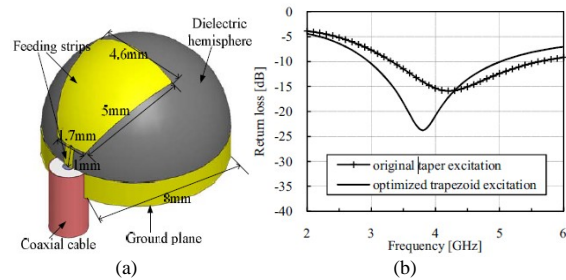 Feeding strips
Dielectric
hemisphere
4.6mm
5mm
1.7mm
1mm
8mm
Coaxial cable
Ground plane
(a)
Return loss [dB]
0
-5
-10
-15
-20
-25
-30
-35
-40
original taper excitation
optimized trapezoid excitation
2
3
4
5
6
Frequency [GHz]
(b)